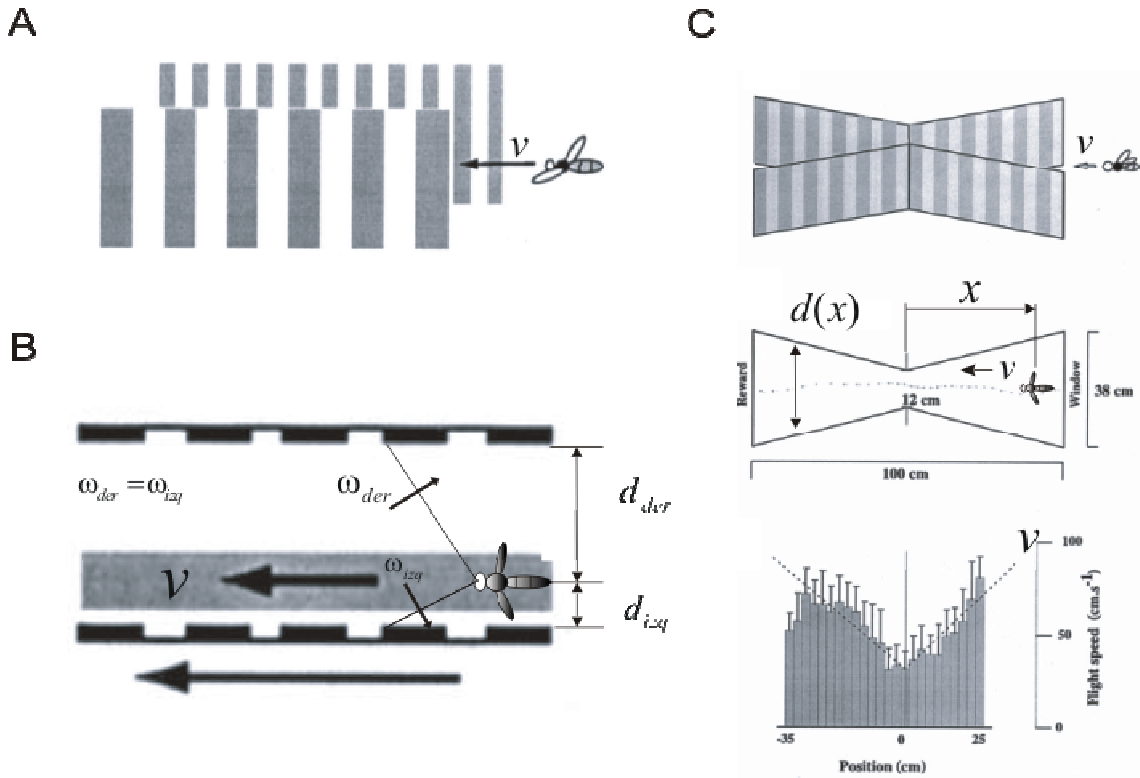 A
v
B
ω_der = ω_izq
ω_der
d_der
v
ω_izq
d_izq
C
v
d(x)
x
v
Reward
12 cm
Window
38 cm
100 cm
v
100
50
0
Flight speed (cm.s⁻¹)
-35
0
25
Position (cm)